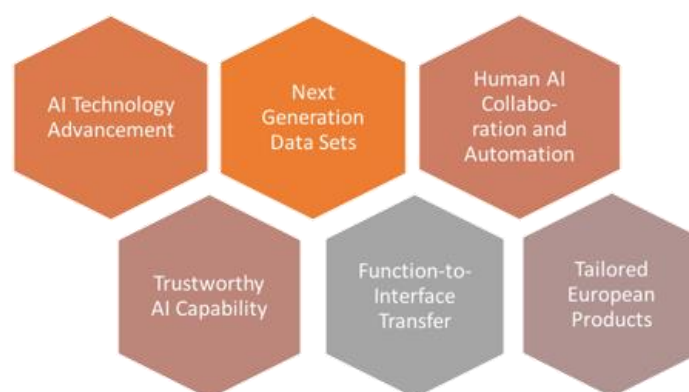 AI Technology
Advancement
Next
Generation
Data Sets
Human AI
Collabo-
ration and
Automation
Trustworthy
AI Capability
Function-to-
Interface
Transfer
Tailored
European
Products